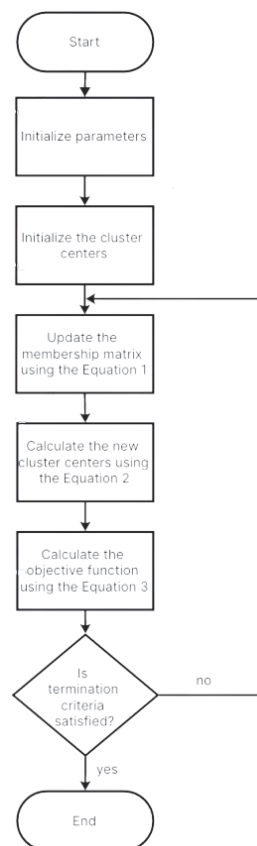 Start
Initialize parameters
Initialize the cluster
centers
Update the
membership matrix
using the Equation 1
Calculate the new
cluster centers using
the Equation 2
Calculate the
objective function
using the Equation 3
Is
termination
criteria
satisfied?
no
yes
End